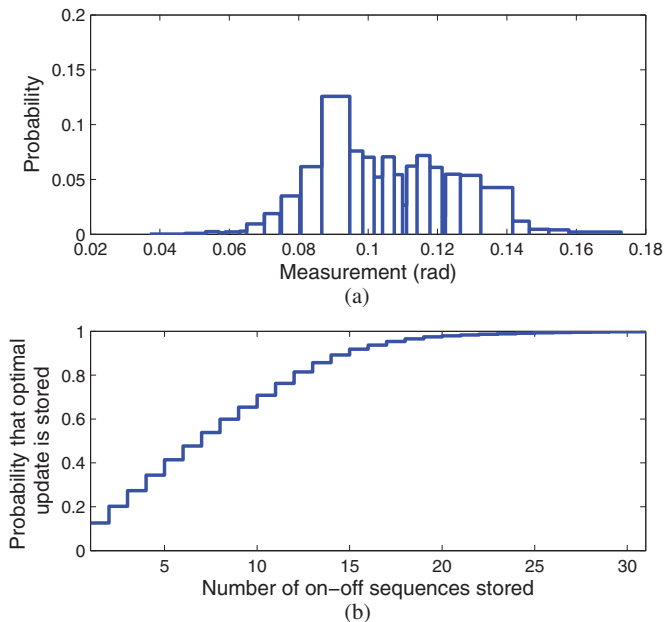 0.2
0.15
0.1
0.05
0
Probability
0.02 0.04 0.06 0.08 0.1 0.12 0.14 0.16 0.18
Measurement (rad)
(a)
1
0.8
0.6
0.4
0.2
0
Probability that optimal
update is stored
5 10 15 20 25 30
Number of on−off sequences stored
(b)